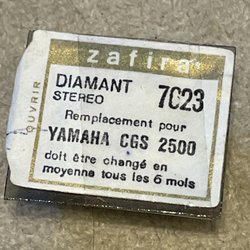 zafira
DIAMANT 7C23
STEREO
Remplacement pour
YAMAHA CGS 2500
doit être changé en
moyenne tous les 6 mois
OUVRIR